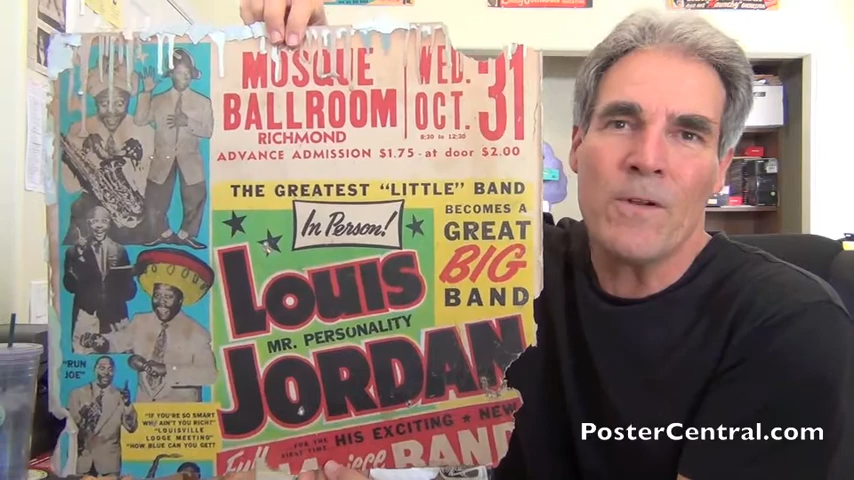 MOSQUE
BALLROOM
RICHMOND
WED.
OCT. 31
8:30 to 12:30
ADVANCE ADMISSION $1.75 - at door $2.00
THE GREATEST "LITTLE" BAND
BECOMES A
GREAT
BIG
BAND
In Person!
LOUIS
MR. PERSONALITY
JORDAN
"RUN
JOE"
"IF YOU'RE SO SMART
WHY AIN'T YOU RICH?"
"LOUISVILLE
LODGE MEETING"
"HOW BLUE CAN YOU GET?
FOR THE
FIRST TIME
HIS EXCITING ★ NEW
Full
piece BAND
PosterCentral.com